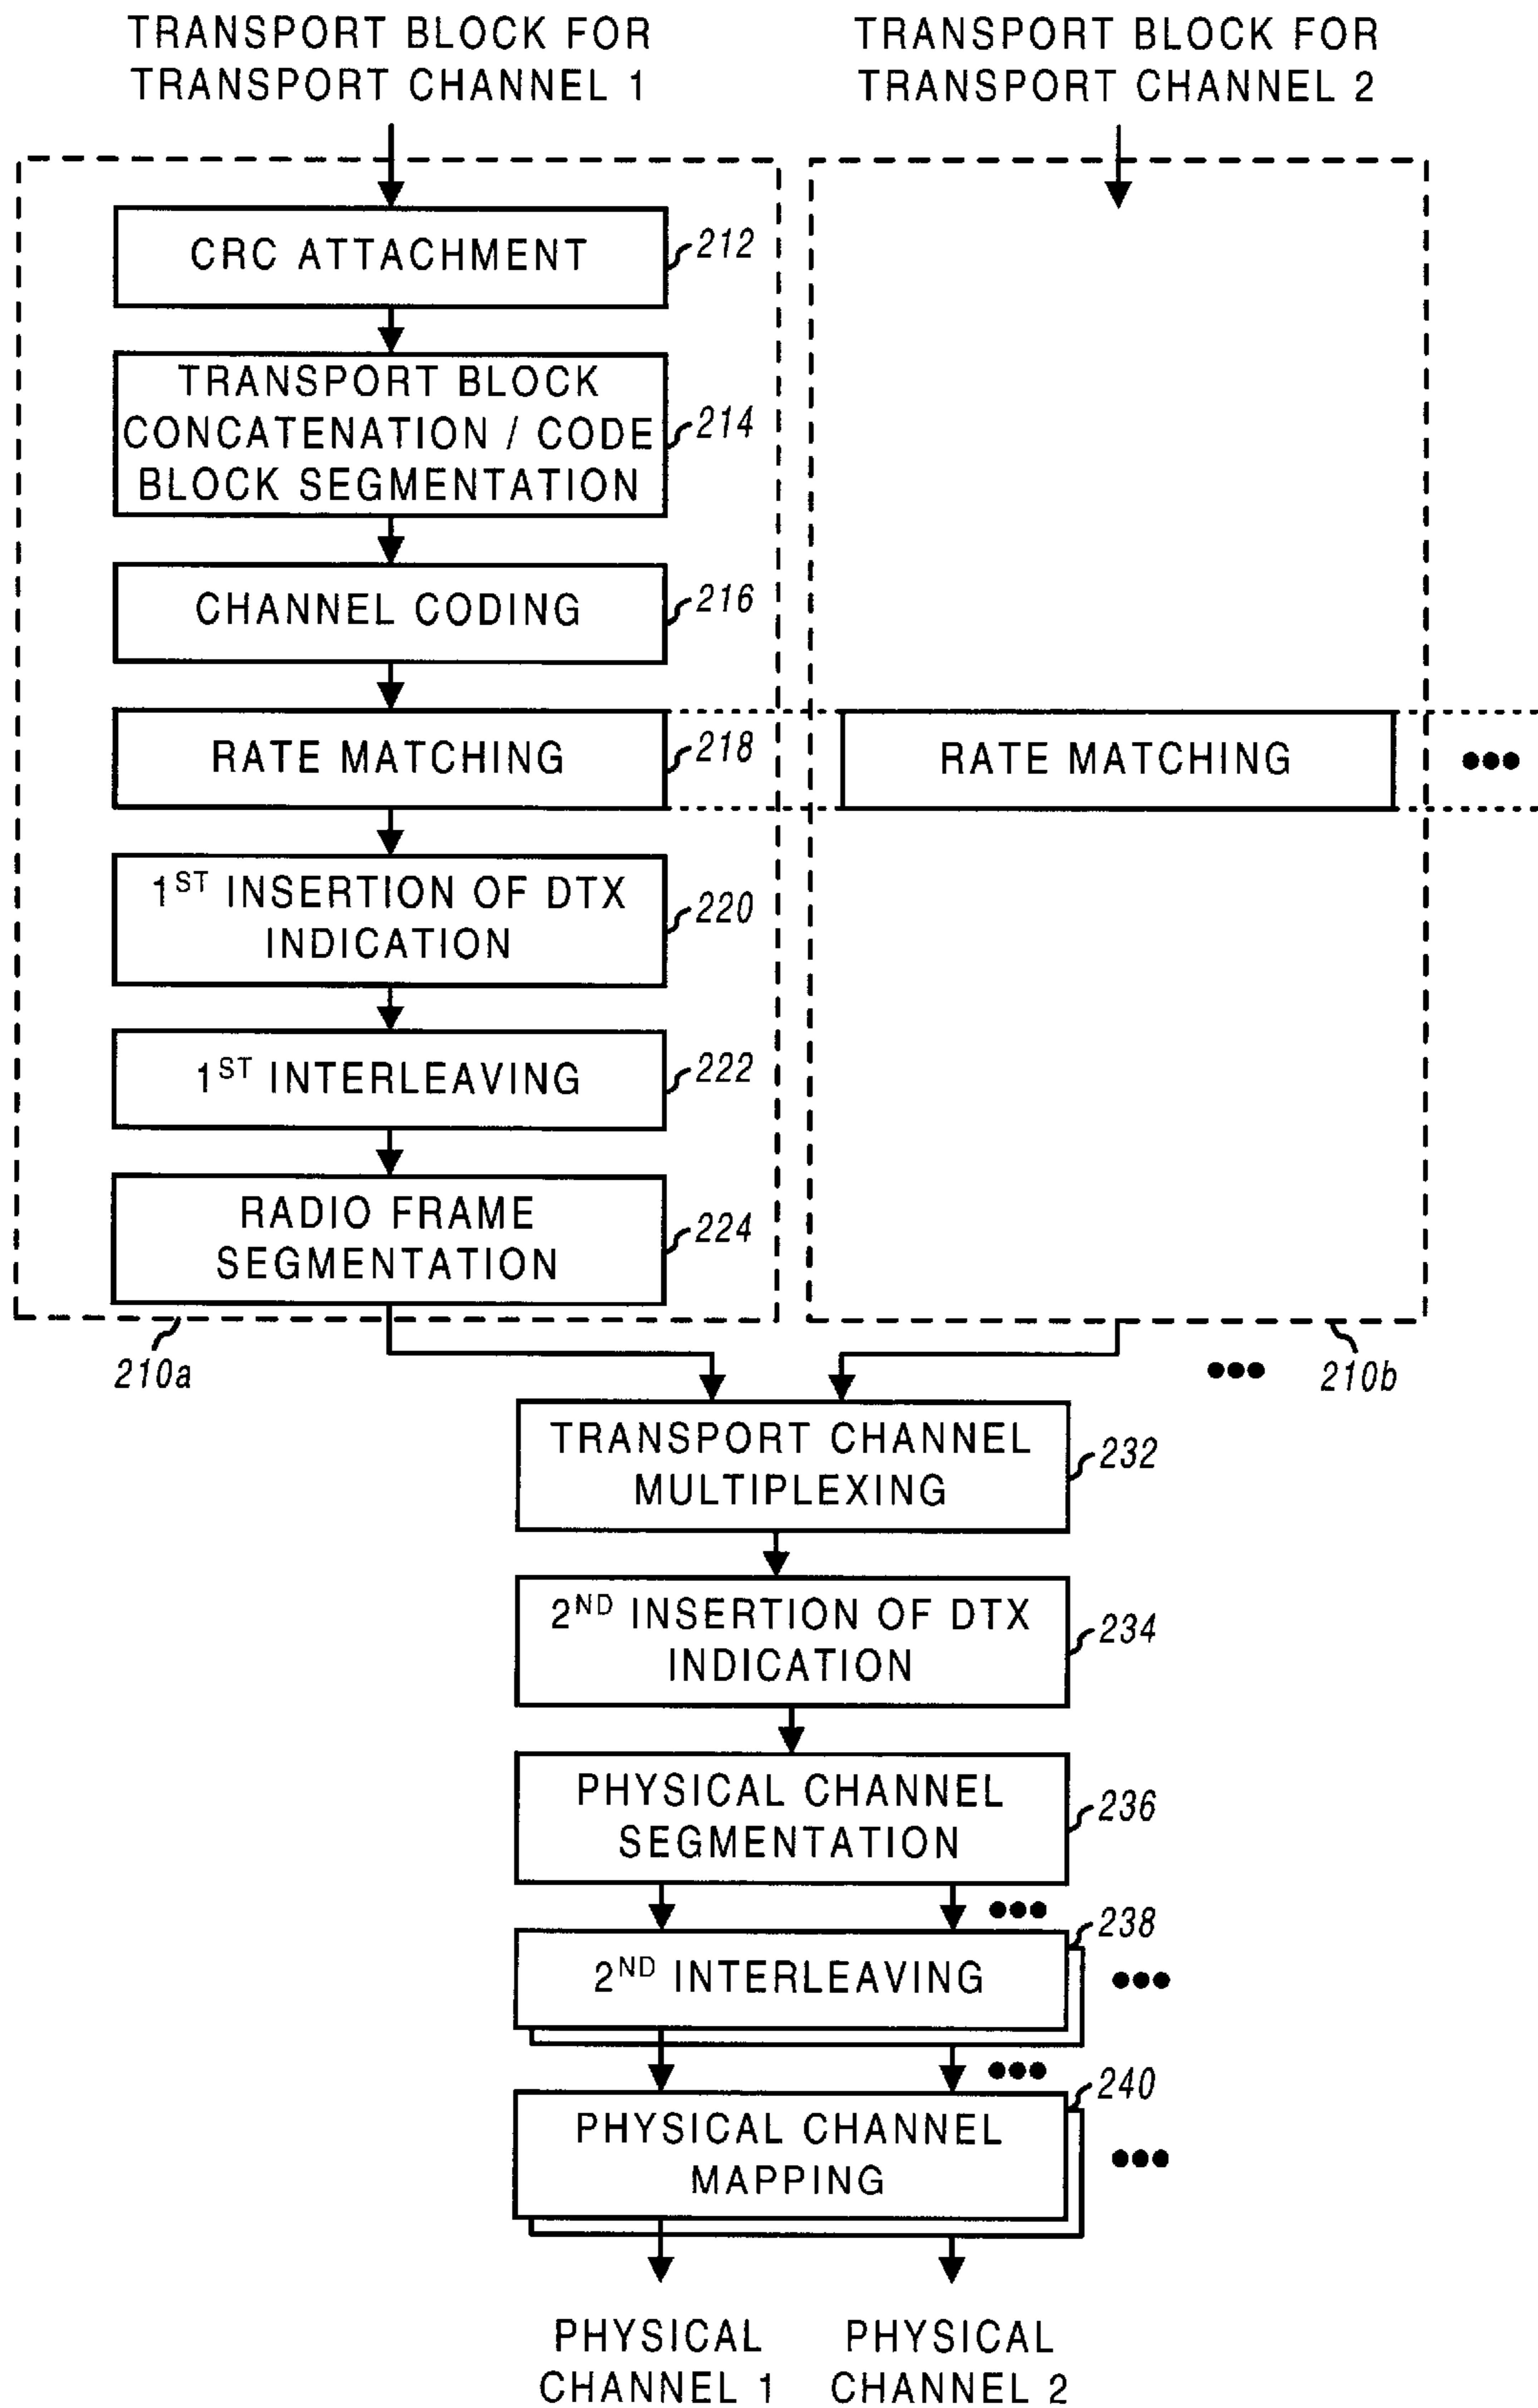 TRANSPORT BLOCK FOR
TRANSPORT CHANNEL 1
TRANSPORT BLOCK FOR
TRANSPORT CHANNEL 2
CRC ATTACHMENT
212
TRANSPORT BLOCK
CONCATENATION / CODE
BLOCK SEGMENTATION
214
CHANNEL CODING
216
RATE MATCHING
218
RATE MATCHING
1ST INSERTION OF DTX
INDICATION
220
1ST INTERLEAVING
222
RADIO FRAME
SEGMENTATION
224
210a
210b
TRANSPORT CHANNEL
MULTIPLEXING
232
2ND INSERTION OF DTX
INDICATION
234
PHYSICAL CHANNEL
SEGMENTATION
236
2ND INTERLEAVING
238
PHYSICAL CHANNEL
MAPPING
240
PHYSICAL
CHANNEL 1
PHYSICAL
CHANNEL 2